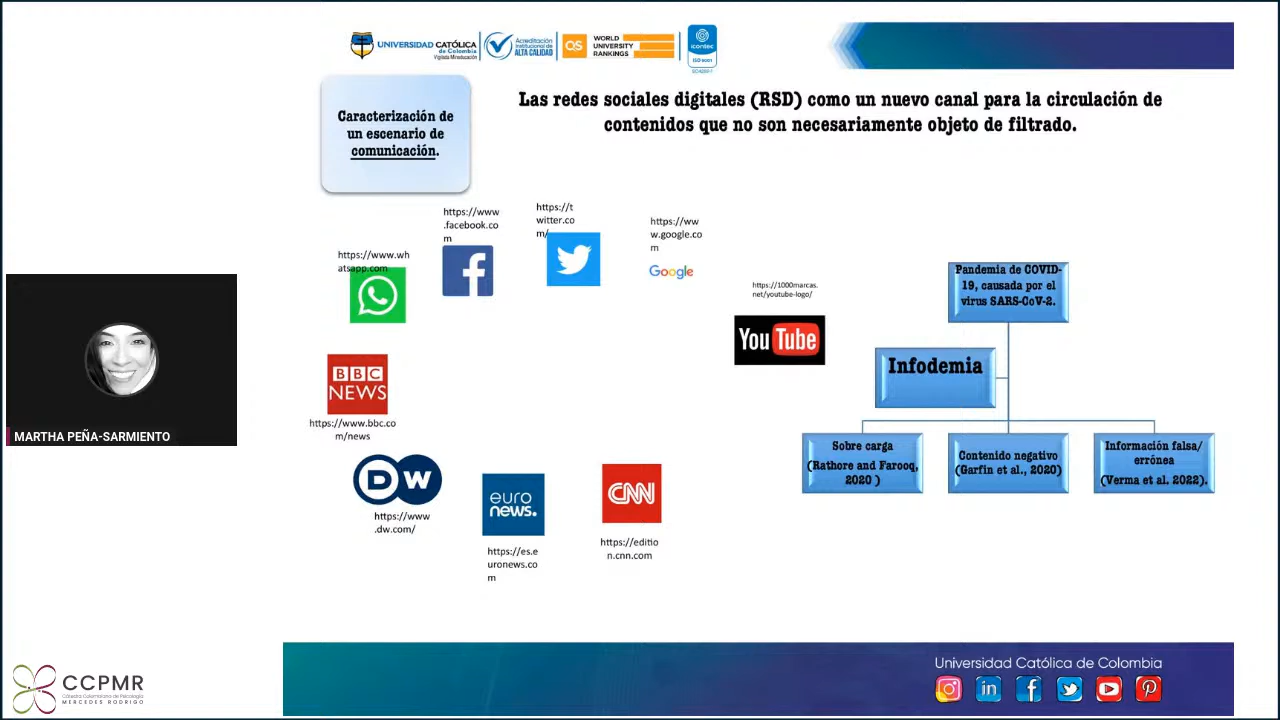 UNIVERSIDAD CATÓLICA
de Colombia
Vigilada Mineducación
Acreditación
institucional de
ALTA CALIDAD
QS
WORLD
UNIVERSITY
RANKINGS
icontec
ISO 9001
Caracterización de
un escenario de
comunicación.
Las redes sociales digitales (RSD) como un nuevo canal para la circulación de
contenidos que no son necesariamente objeto de filtrado.
https://www
.facebook.co
m
https://t
witter.co
m/
https://ww
w.google.co
m
https://www.wh
atsapp.com
Google
https://1000marcas.
net/youtube-logo/
YouTube
BBC
NEWS
https://www.bbc.co
m/news
DW
https://www
.dw.com/
euro
news.
https://es.e
uronews.co
m
CNN
https://editio
n.cnn.com
Pandemia de COVID-
19, causada por el
virus SARS-CoV-2.
Infodemia
Sobre carga
(Rathore and Farooq,
2020 )
Contenido negativo
(Garfin et al., 2020)
Información falsa/
errónea
(Verma et al. 2022).
MARTHA PEÑA-SARMIENTO
CCPMR
Cátedra Colombiana de Psicología
MERCEDES RODRIGO
Universidad Católica de Colombia